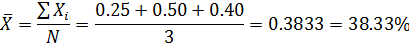 X̄ = ∑ Xᵢ / N = 0.25 + 0.50 + 0.40 / 3 = 0.3833 = 38.33%